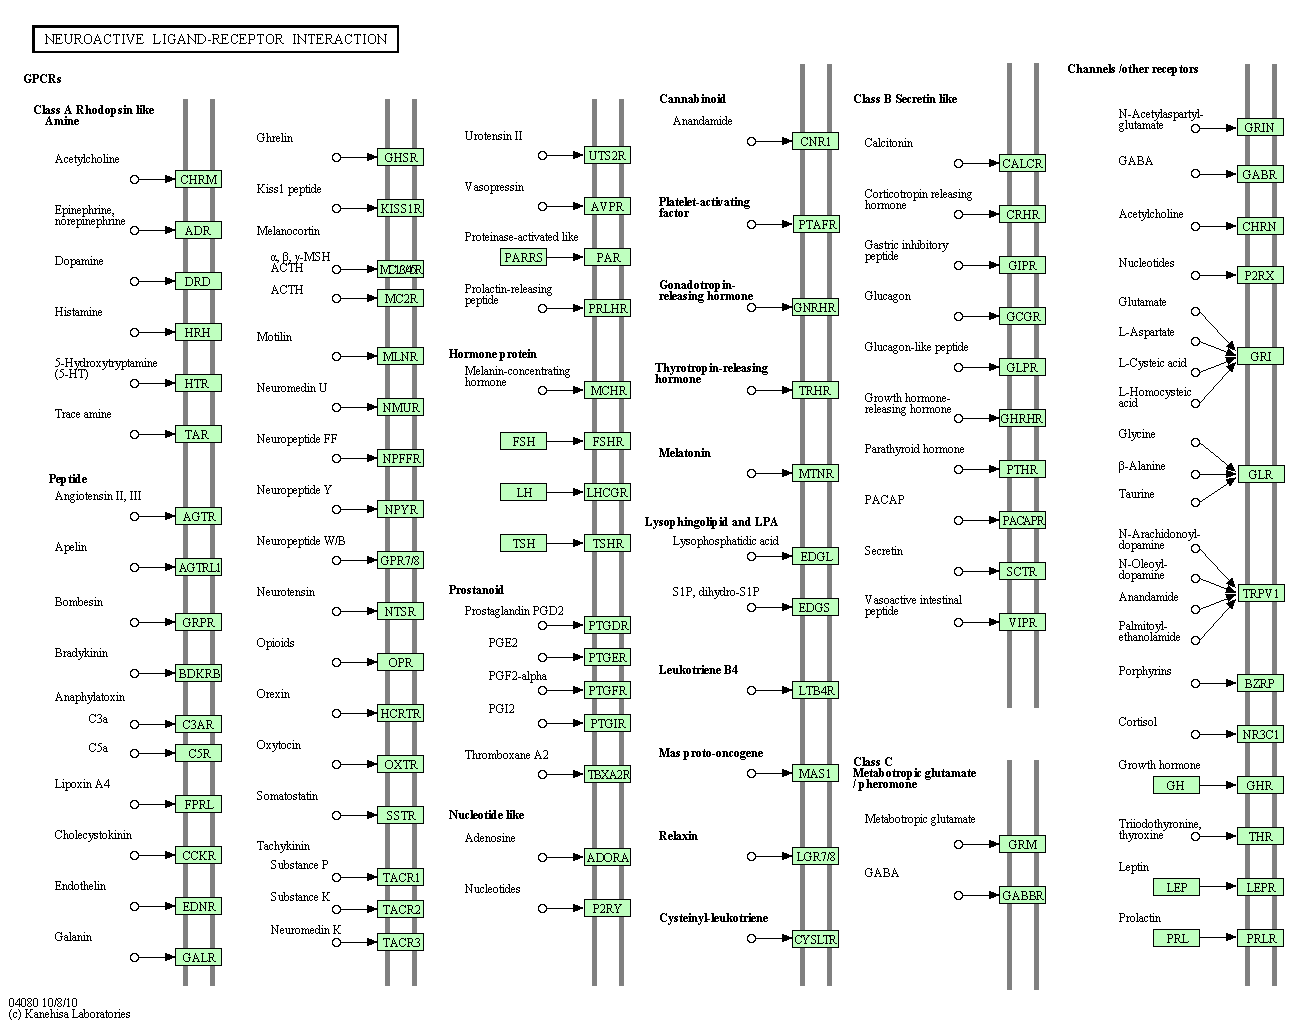 NEUROACTIVE LIGAND-RECEPTOR INTERACTION
GPCRs
Class A Rhodopsin like
Amine
Acetylcholine
CHRM
Epinephrine,
norepinephrine
ADR
Dopamine
DRD
Histamine
HRH
5-Hydroxytryptamine
(5-HT)
HTR
Trace amine
TAR
Peptide
Angiotensin II, III
AGTR
Apelin
AGTRL1
Bombesin
GRPR
Bradykinin
BDKRB
Anaphylatoxin
C3a
C3AR
C5a
C5R
Lipoxin A4
FPRL
Cholecystokinin
CCKR
Endothelin
EDNR
Galanin
GALR
Ghrelin
GHSR
Kiss1 peptide
KISS1R
Melanocortin
α, β, γ-MSH
ACTH
ACTH
MC2R
Motilin
MLNR
Neuromedin U
NMUR
Neuropeptide FF
NPFFR
Neuropeptide Y
NPYR
Neuropeptide W/B
GPR7/8
Neurotensin
NTSR
Opioids
OPR
Orexin
HCRTR
Oxytocin
OXTR
Somatostatin
SSTR
Tachykinin
Substance P
TACR1
Substance K
TACR2
Neuromedin K
TACR3
Urotensin II
UTS2R
Vasopressin
AVPR
Proteinase-activated like
PARRS PAR
Prolactin-releasing
peptide
PRLHR
Hormone protein
Melanin-concentrating
hormone
MCHR
FSH FSHR
LH LHCGR
TSH TSHR
Prostanoid
Prostaglandin PGD2
PTGDR
PGE2
PTGER
PGF2-alpha
PTGFR
PGI2
PTGIR
Thromboxane A2
TBXA2R
Nucleotide like
Adenosine
ADORA
Nucleotides
P2RY
Cannabinoid
Anandamide
CNR1
Platelet-activating
factor
PTAFR
Gonadotropin-
releasing hormone
GNRHR
Thyrotropin-releasing
hormone
TRHR
Melatonin
MTNR
Lysophingolipid and LPA
Lysophosphatidic acid
EDGL
S1P, dihydro-S1P
EDGS
Leukotriene B4
LTB4R
Mas proto-oncogene
MAS1
Relaxin
LGR7/8
Cysteinyl-leukotriene
CYSLTR
Class B Secretin like
Calcitonin
CALCR
Corticotropin releasing
hormone
CRHR
Gastric inhibitory
peptide
GIPR
Glucagon
GCGR
Glucagon-like peptide
GLPR
Growth hormone-
releasing hormone
GHRHR
Parathyroid hormone
PTHR
PACAP
PACAPR
Secretin
SCTR
Vasoactive intestinal
peptide
VIPR
Class C
Metabotropic glutamate
/ pheromone
Metabotropic glutamate
GRM
GABA
GABBR
Channels /other receptors
N-Acetylaspartyl-
glutamate
GRIN
GABA
GABR
Acetylcholine
CHRN
Nucleotides
P2RX
Glutamate
L-Aspartate
GRI
L-Cysteic acid
L-Homocysteic
acid
Glycine
β-Alanine
GLR
Taurine
N-Arachidonoyl-
dopamine
N-Oleoyl-
dopamine
TRPV1
Anandamide
Palmitoyl-
ethanolamide
Porphyrins
BZRP
Cortisol
NR3C1
Growth hormone
GH GHR
Triiodothyronine,
thyroxine
THR
Leptin
LEP LEPR
Prolactin
PRL PRLR
04080 10/8/10
(c) Kanehisa Laboratories